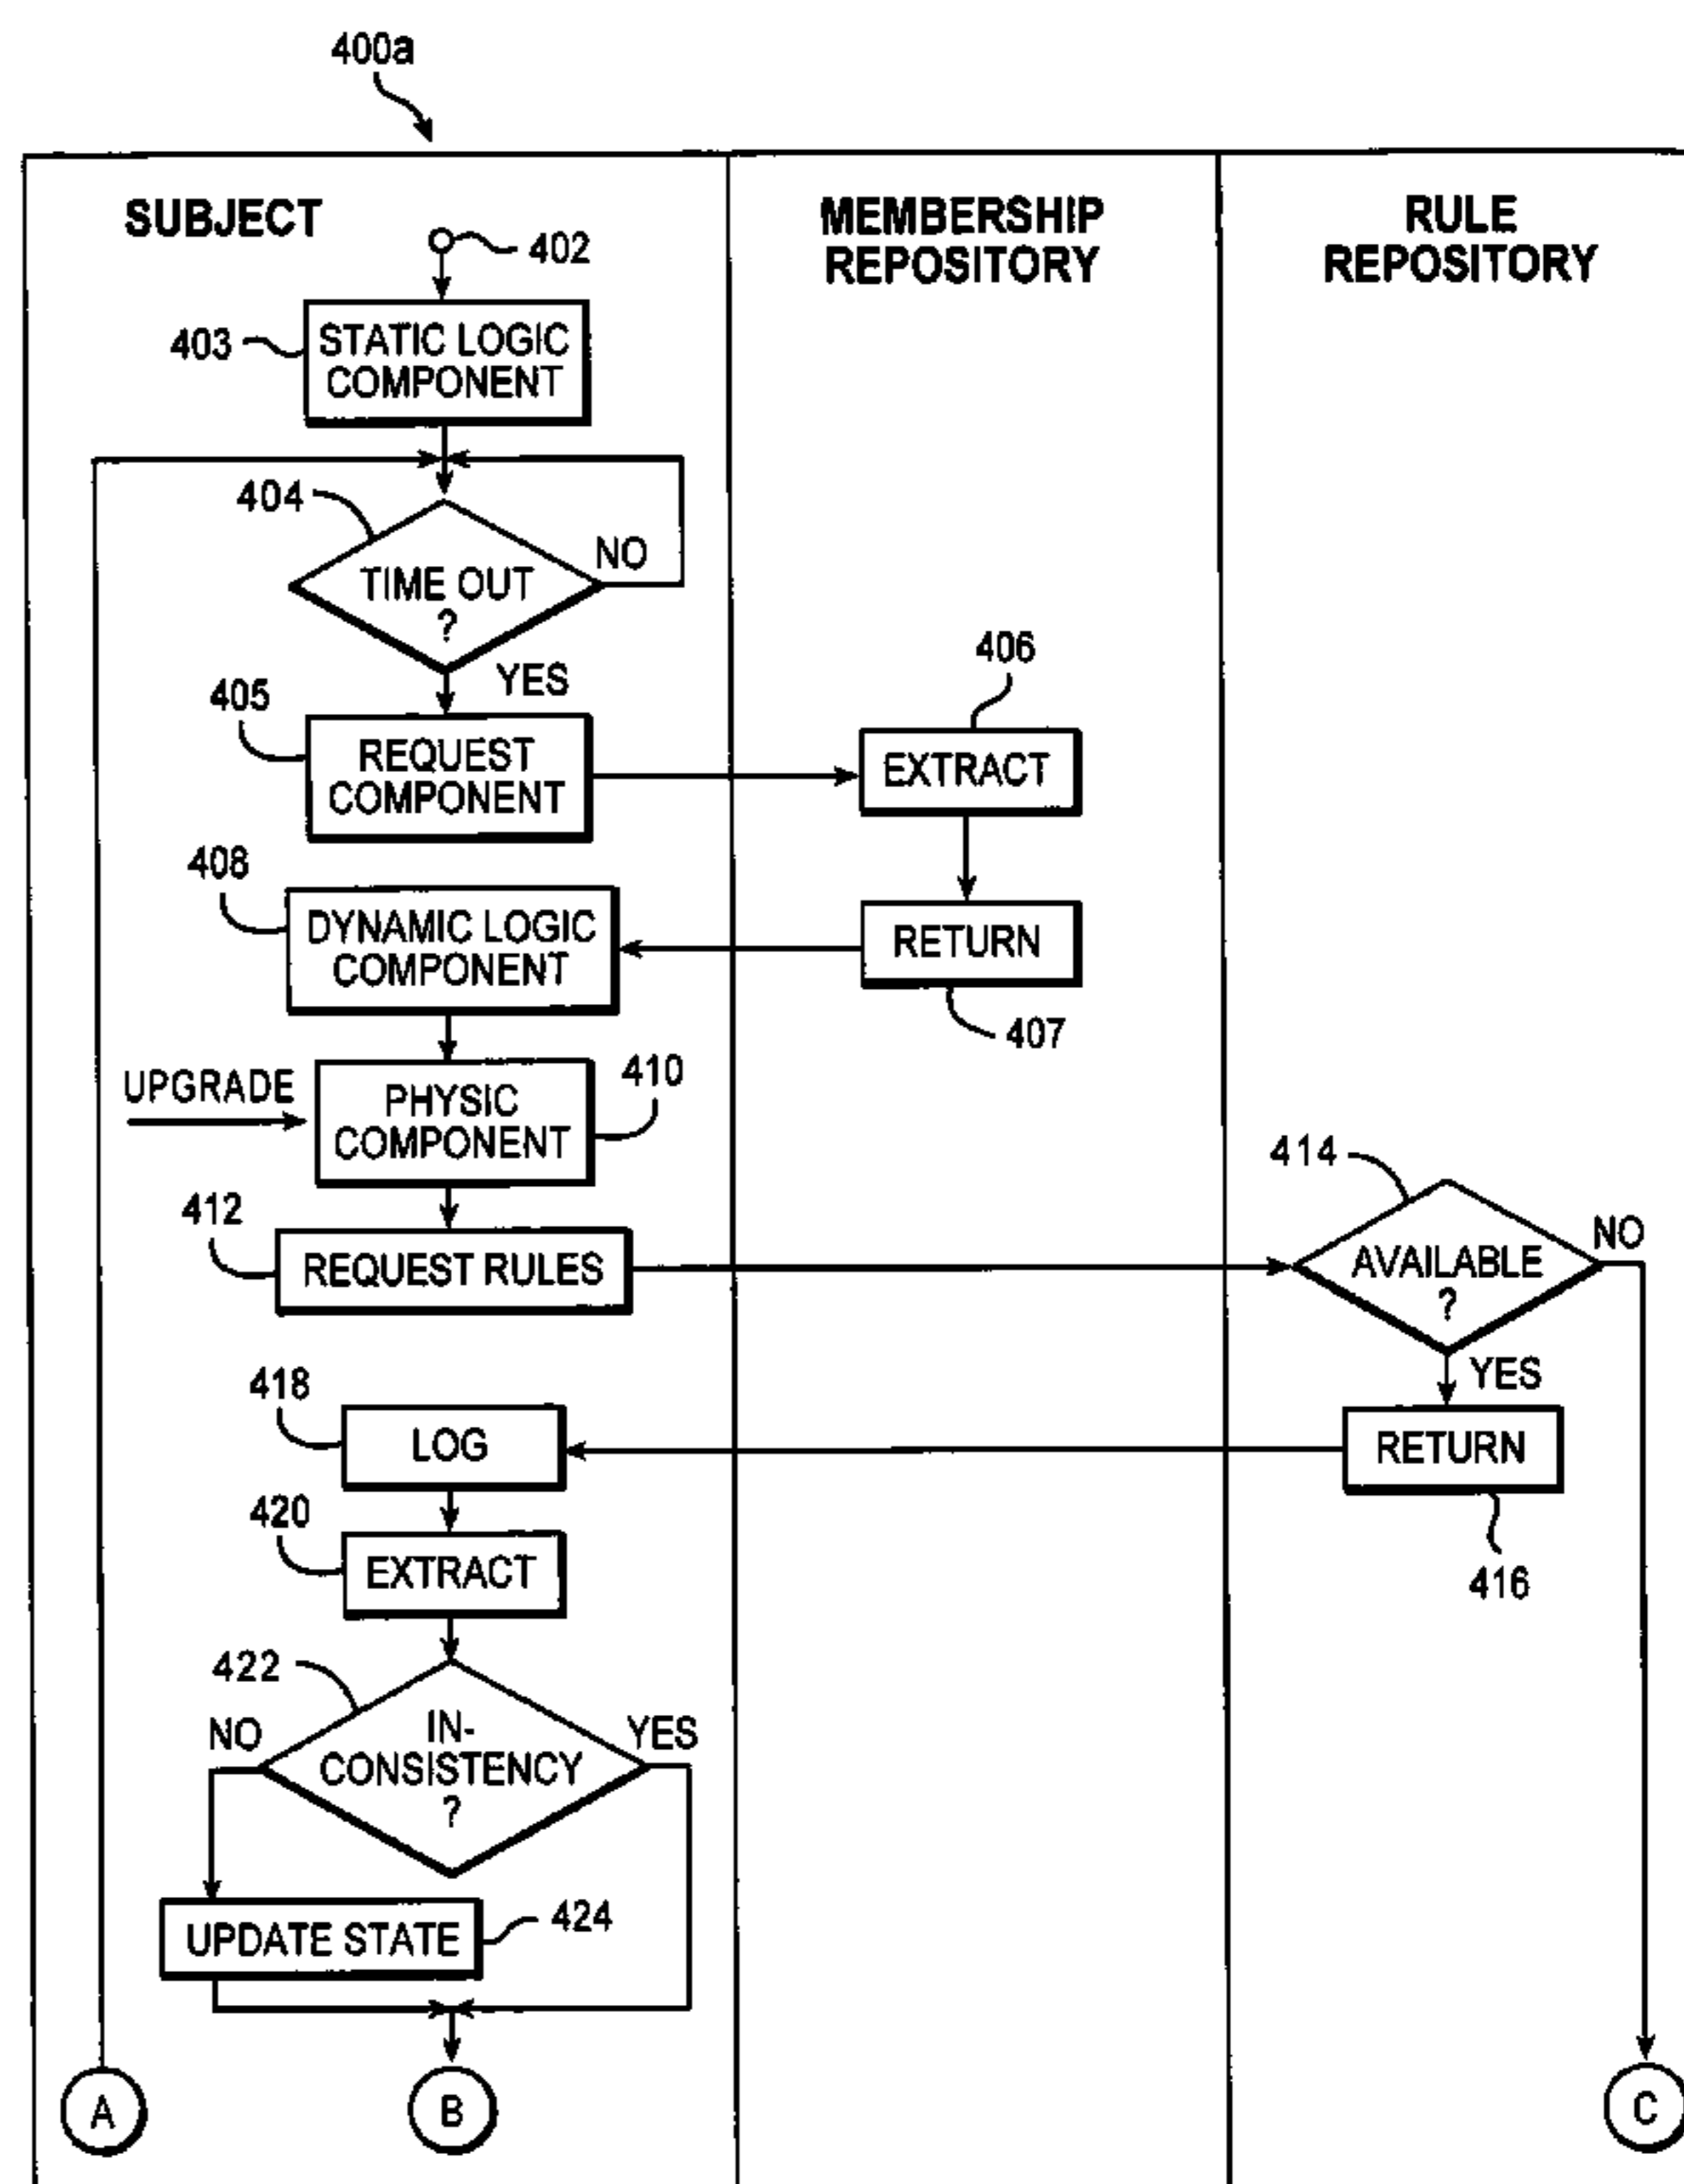 400a
SUBJECT
MEMBERSHIP
REPOSITORY
RULE
REPOSITORY
402
403
STATIC LOGIC
COMPONENT
404
NO
TIME OUT
?
YES
405
REQUEST
COMPONENT
406
EXTRACT
408
DYNAMIC LOGIC
COMPONENT
RETURN
407
UPGRADE
PHYSIC
COMPONENT
410
412
REQUEST RULES
414
AVAILABLE
?
NO
YES
418
LOG
RETURN
416
420
EXTRACT
422
NO
IN-
CONSISTENCY
?
YES
UPDATE STATE
424
A
B
C